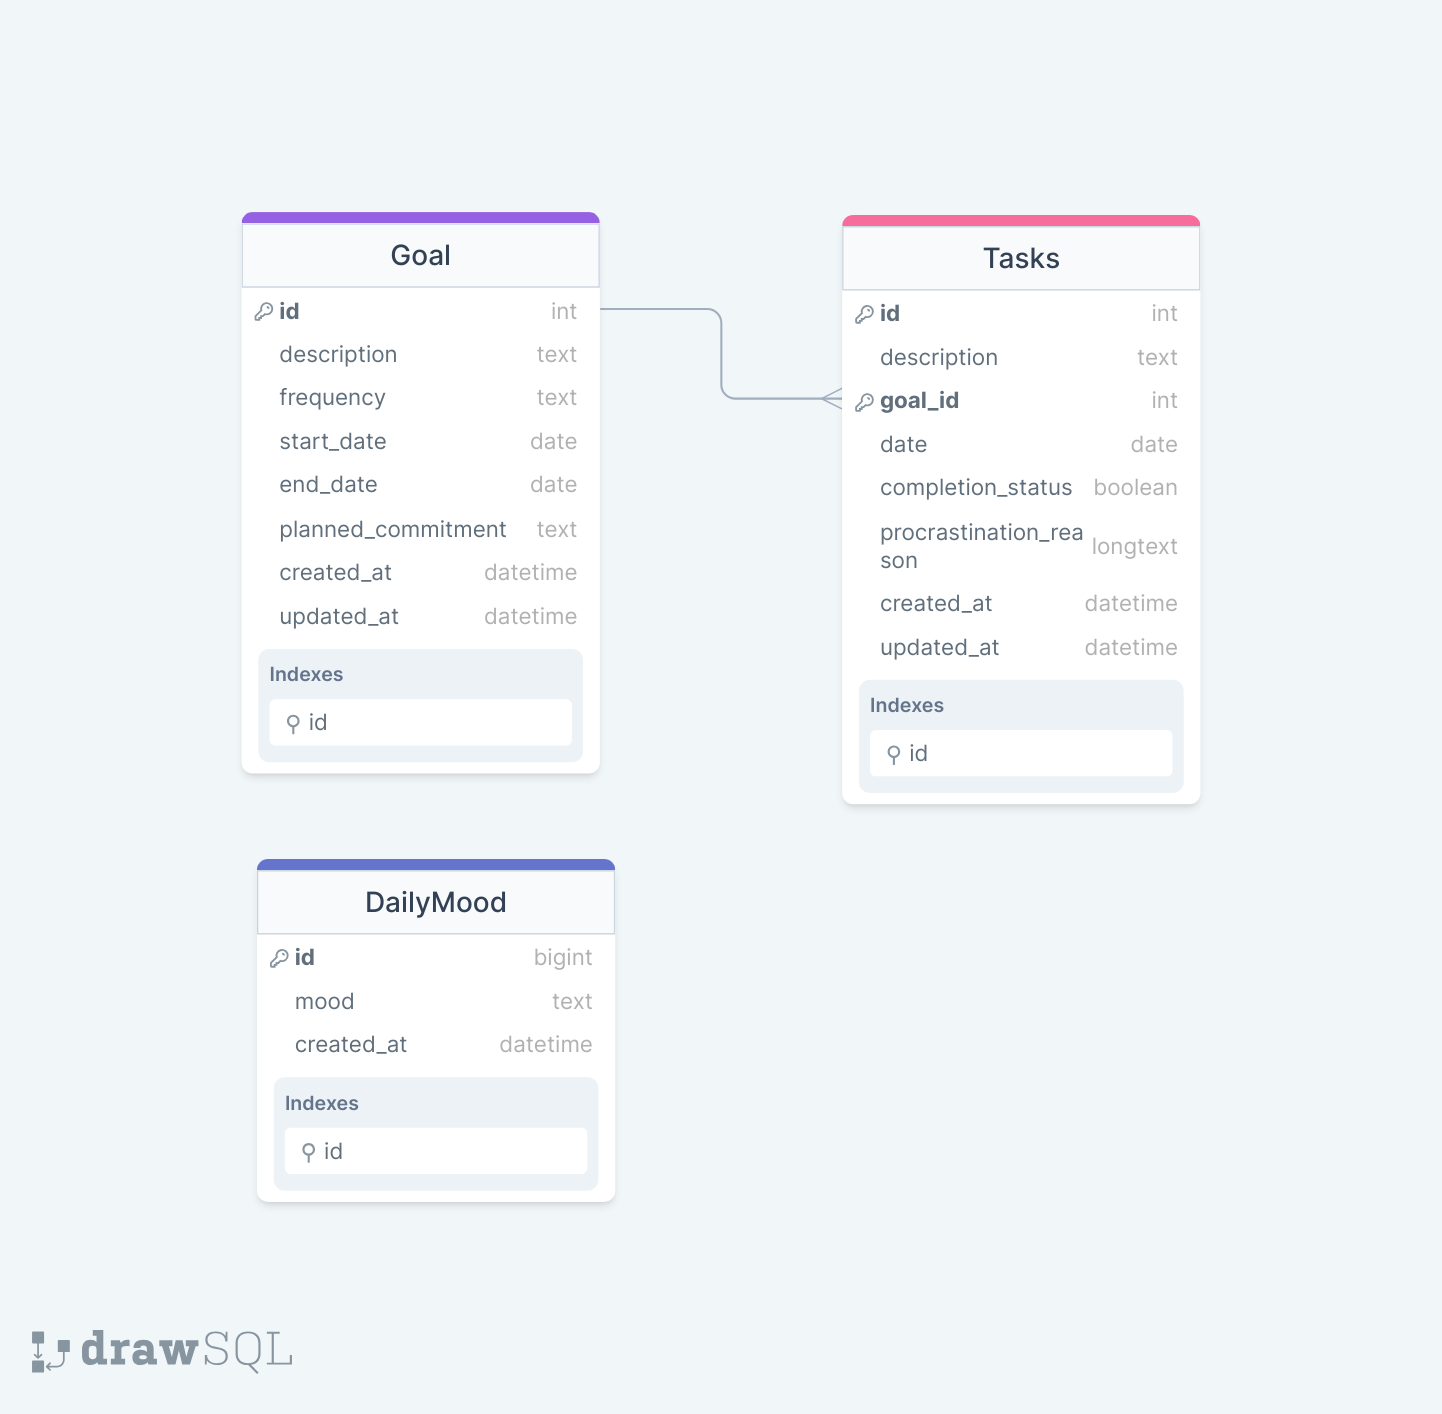 Goal
id int
description text
frequency text
start_date date
end_date date
planned_commitment text
created_at datetime
updated_at datetime
Indexes
id
Tasks
id int
description text
goal_id int
date date
completion_status boolean
procrastination_rea
son longtext
created_at datetime
updated_at datetime
Indexes
id
DailyMood
id bigint
mood text
created_at datetime
Indexes
id
drawSQL